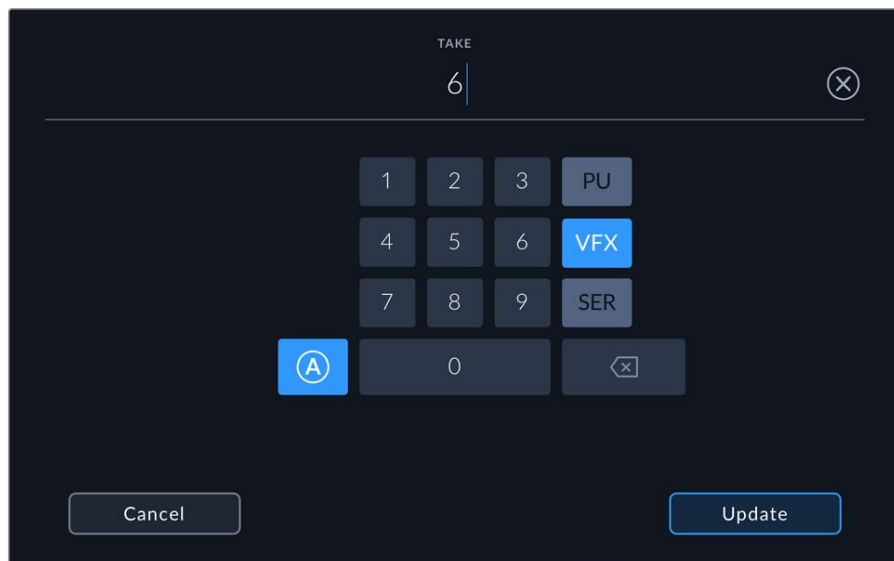 TAKE
6
1 2 3 PU
4 5 6 VFX
7 8 9 SER
A 0
Cancel Update